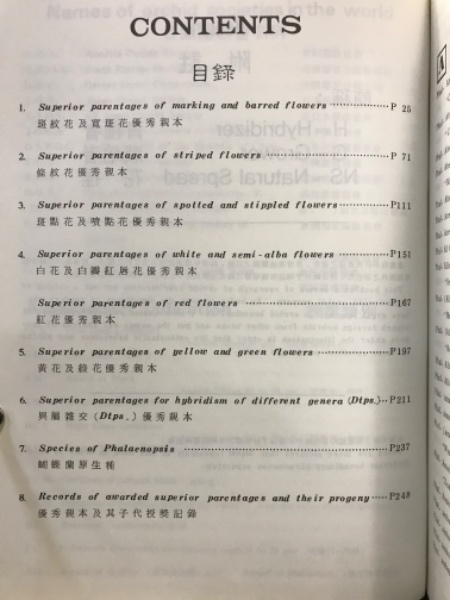 CONTENTS
目錄
1. Superior parentages of marking and barred flowers ············P 25
斑紋花及寬斑花優秀親本
2. Superior parentages of striped flowers ························P 71
條紋花優秀親本
3. Superior parentages of spotted and stippled flowers············P111
斑點花及噴點花優秀親本
4. Superior parentages of white and semi-alba flowers ············P151
白花及白瓣紅唇花優秀親本
Superior parentages of red flowers ························P167
紅花優秀親本
5. Superior parentages of yellow and green flowers ···············P197
黃花及綠花優秀親本
6. Superior parentages for hybridism of different genera (Dtps.)··P211
異屬雜交(Dtps.)優秀親本
7. Species of Phalaenopsis ······································P237
蝴蝶蘭原生種
8. Records of awarded superior parentages and their progeny·····P248
優秀親本及其子代授獎記錄